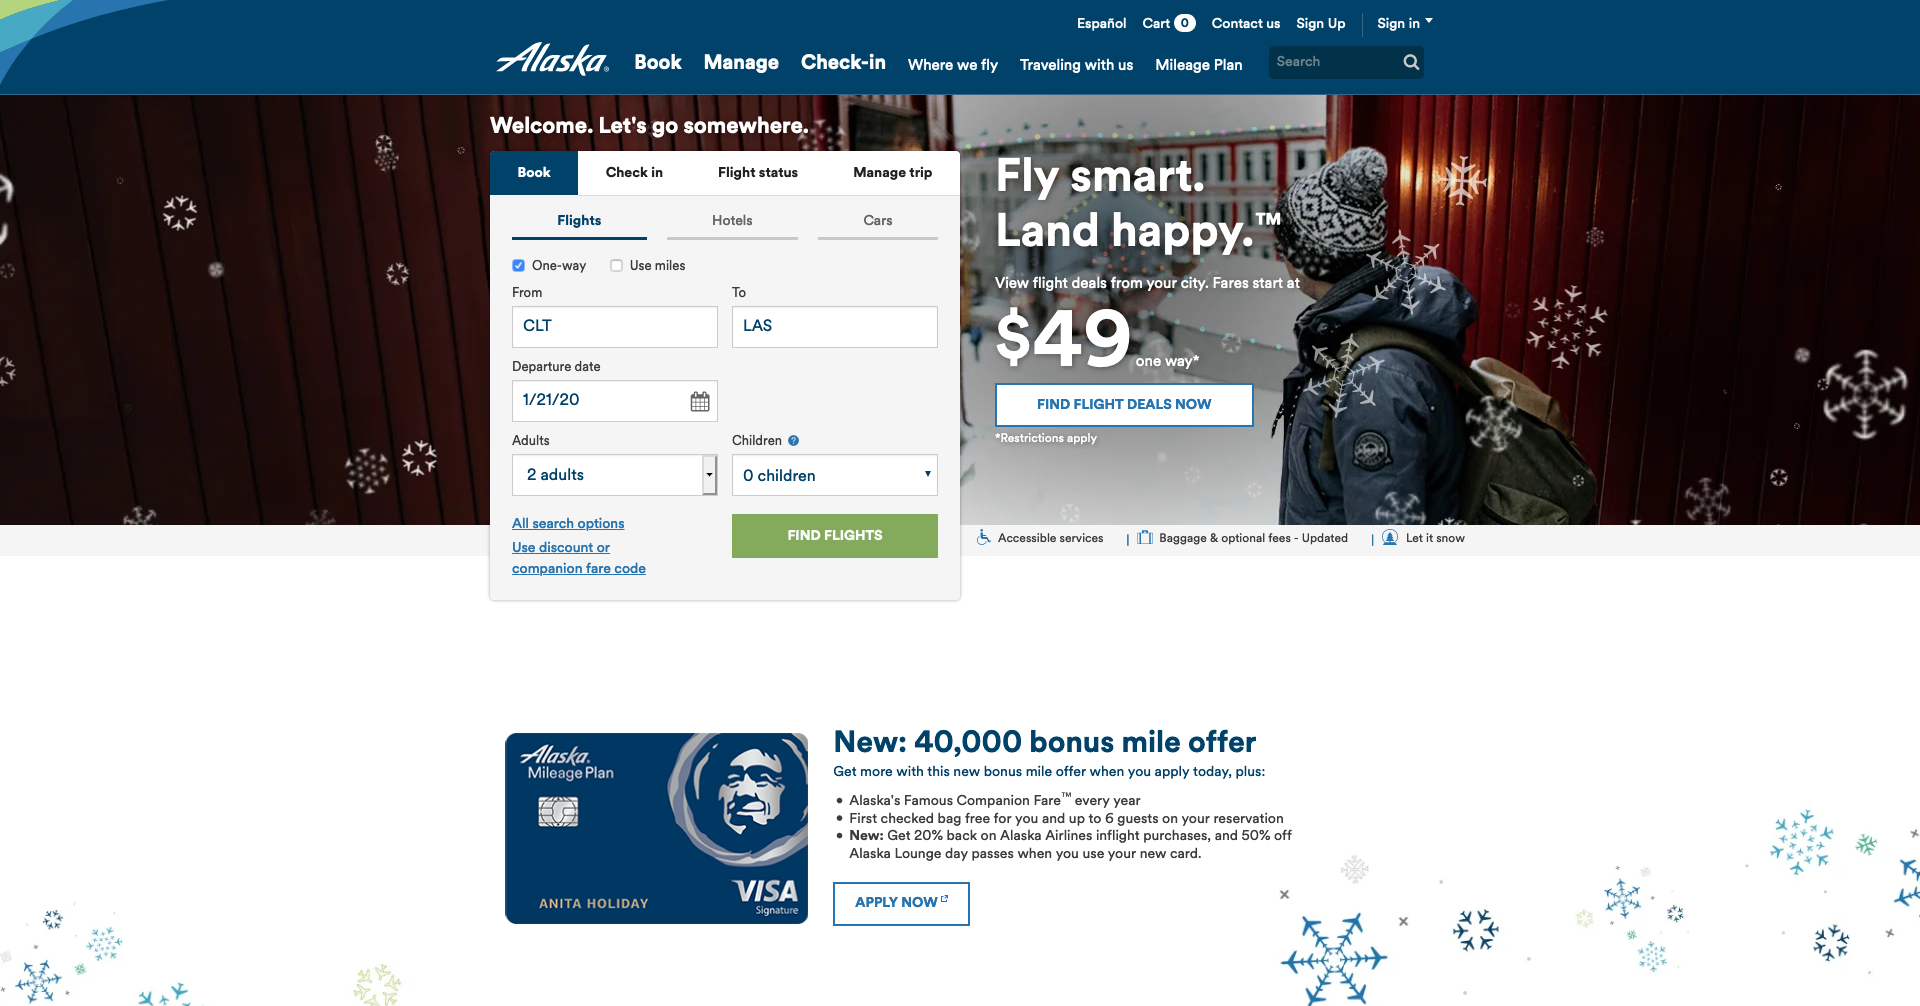 Español Cart 0 Contact us Sign Up Sign in
Alaska® Book Manage Check-in Where we fly Traveling with us Mileage Plan Search
Welcome. Let's go somewhere.
Book Check in Flight status Manage trip
Flights Hotels Cars
One-way Use miles
From To
CLT LAS
Departure date
1/21/20
Adults Children ?
2 adults 0 children
All search options
Use discount or
companion fare code
FIND FLIGHTS
Fly smart.
Land happy.™
View flight deals from your city. Fares start at
$49 one way*
FIND FLIGHT DEALS NOW
*Restrictions apply
Accessible services | Baggage & optional fees - Updated | Let it snow
Alaska.
Mileage Plan
ANITA HOLIDAY
VISA
Signature
New: 40,000 bonus mile offer
Get more with this new bonus mile offer when you apply today, plus:
• Alaska's Famous Companion Fare™ every year
• First checked bag free for you and up to 6 guests on your reservation
• New: Get 20% back on Alaska Airlines inflight purchases, and 50% off
Alaska Lounge day passes when you use your new card.
APPLY NOW